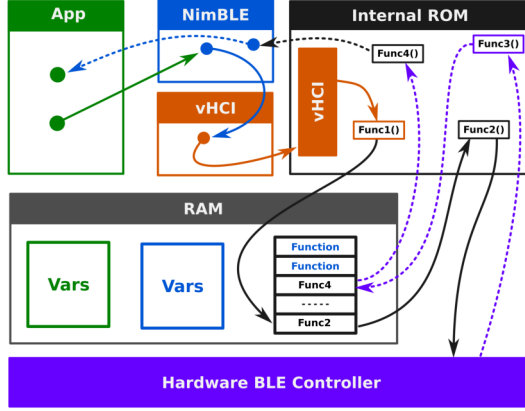 App
NimBLE
Internal ROM
Func4()
Func3()
vHCI
vHCI
Func1()
Func2()
RAM
Vars
Vars
Function
Function
Func4
-----
Func2
Hardware BLE Controller